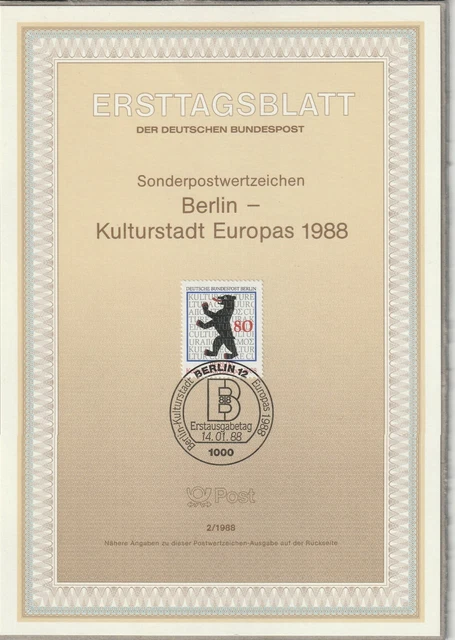 ERSTTAGSBLATT
DER DEUTSCHEN BUNDESPOST
Sonderpostwertzeichen
Berlin –
Kulturstadt Europas 1988
DEUTSCHE BUNDESPOST BERLIN
80
BERLIN 12
Berlin-Kulturstadt Europas 1988
B
Erstausgabetag
14.01.88
1000
Post
2/1988
Nähere Angaben zu dieser Postwertzeichen-Ausgabe auf der Rückseite